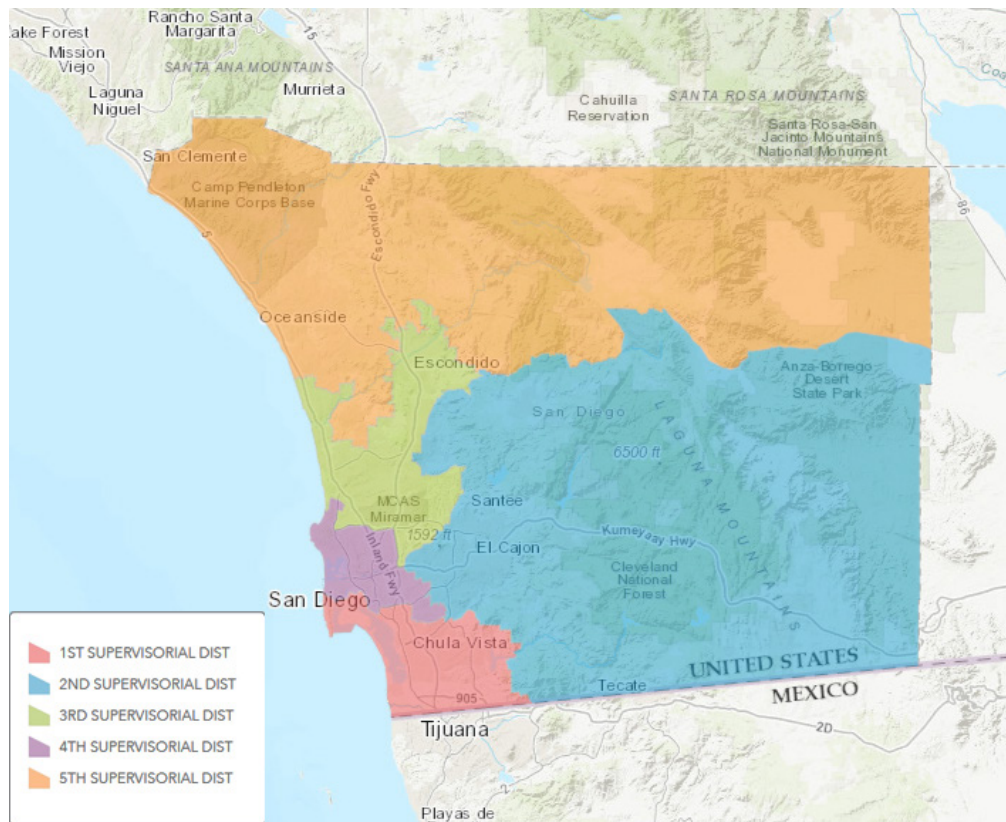 Lake Forest
Mission
Viejo
Rancho Santa
Margarita
15
SANTA ANA MOUNTAINS
Laguna
Niguel
Murrieta
Cahuilla
Reservation
SANTA ROSA MOUNTAINS
Santa Rosa-San
Jacinto Mountains
National Monument
San Clemente
Camp Pendleton
Marine Corps Base
5
Escondido Fwy
86
Oceanside
Escondido
Anza-Borrego
Desert
State Park
San Diego
6500 ft
LAGUNA MOUNTAINS
MCAS
Miramar
Santee
1592 ft
El Cajon
Kumeyaay Hwy
Inland Fwy
Cleveland
National
Forest
San Diego
Chula Vista
905
Tecate
UNITED STATES
MEXICO
Tijuana
2D
2
Playas de
1ST SUPERVISORIAL DIST
2ND SUPERVISORIAL DIST
3RD SUPERVISORIAL DIST
4TH SUPERVISORIAL DIST
5TH SUPERVISORIAL DIST